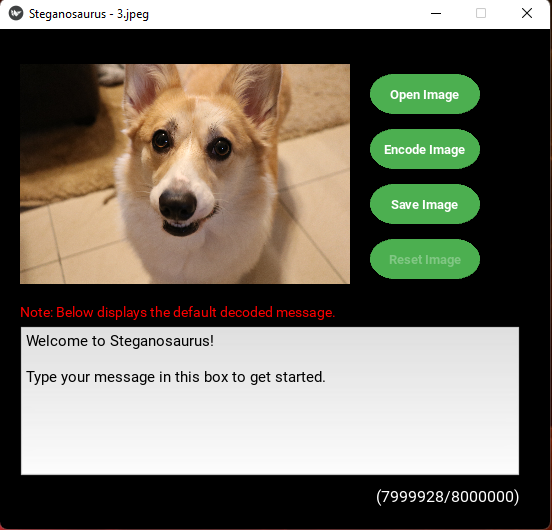 Steganosaurus - 3.jpeg
Open Image
Encode Image
Save Image
Reset Image
Note: Below displays the default decoded message.
Welcome to Steganosaurus!
Type your message in this box to get started.
(7999928/8000000)